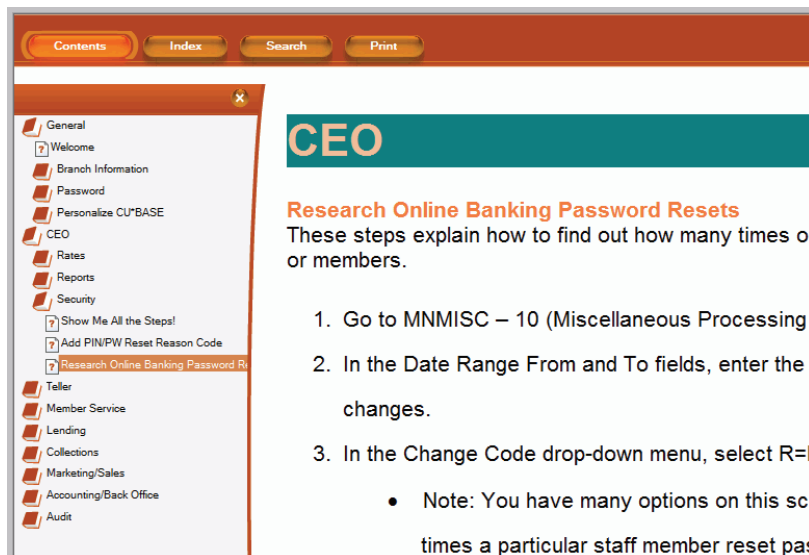 Contents Index Search Print
General
Welcome
Branch Information
Password
Personalize CU*BASE
CEO
Rates
Reports
Security
Show Me All the Steps!
Add PIN/PW Reset Reason Code
Research Online Banking Password
Teller
Member Service
Lending
Collections
Marketing/Sales
Accounting/Back Office
Audit
CEO
Research Online Banking Password Resets
These steps explain how to find out how many times
or members.
1. Go to MNMISC – 10 (Miscellaneous Processing
2. In the Date Range From and To fields, enter the
changes.
3. In the Change Code drop-down menu, select R=
• Note: You have many options on this
times a particular staff member reset